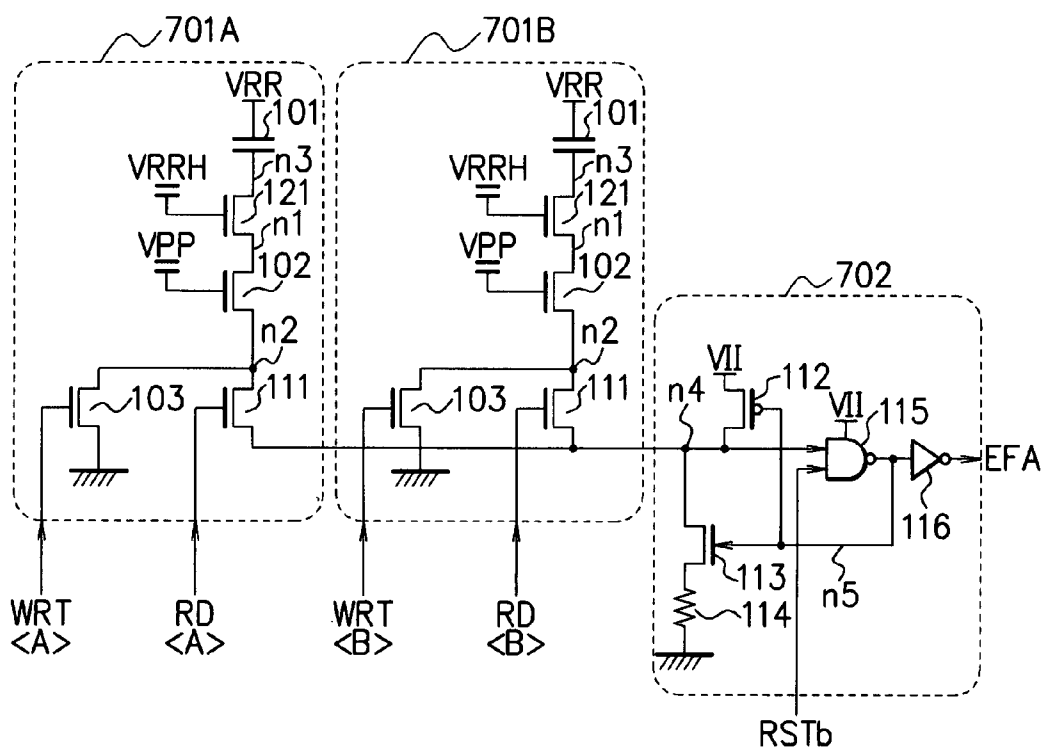 701A
701B
VRR
101
VRR
101
VRRH
n3
121
VRRH
n3
121
n1
n1
VPP
102
VPP
102
702
n2
n2
VII
112
103
111
103
111
n4
VII
115
EFA
116
113
n5
114
WRT
<A>
RD
<A>
WRT
<B>
RD
<B>
RSTb